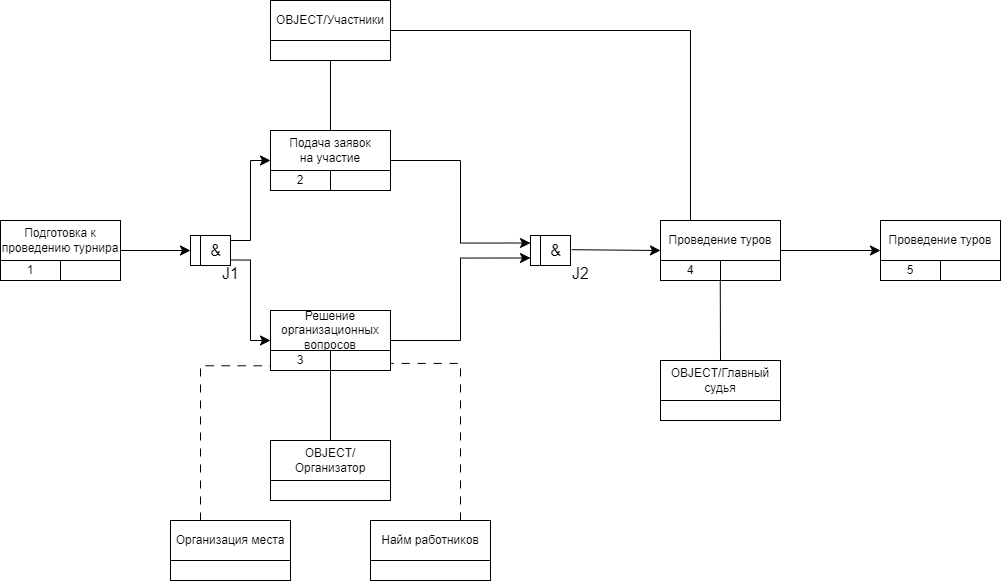 OBJECT/Участники
Подача заявок
на участие
2
Подготовка к
проведению турнира
1
&
J1
&
J2
Проведение туров
4
Проведение туров
5
Решение
организационных
вопросов
3
OBJECT/Главный
судья
OBJECT/
Организатор
Организация места
Найм работников